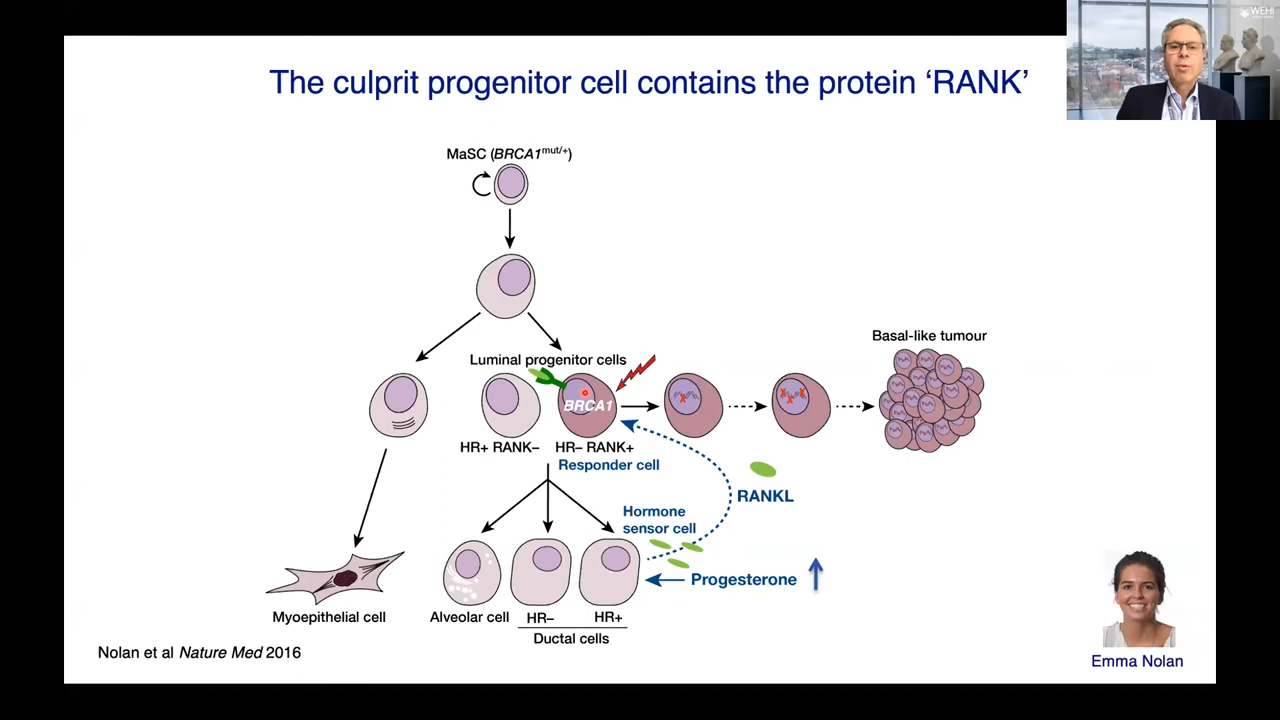 WEHI
The culprit progenitor cell contains the protein ‘RANK’
MaSC (BRCA1mut/+)
Basal-like tumour
Luminal progenitor cells
BRCA1
HR+ RANK– HR– RANK+
Responder cell
RANKL
Hormone
sensor cell
Progesterone
Myoepithelial cell
Alveolar cell
HR–
HR+
Ductal cells
Nolan et al Nature Med 2016
Emma Nolan